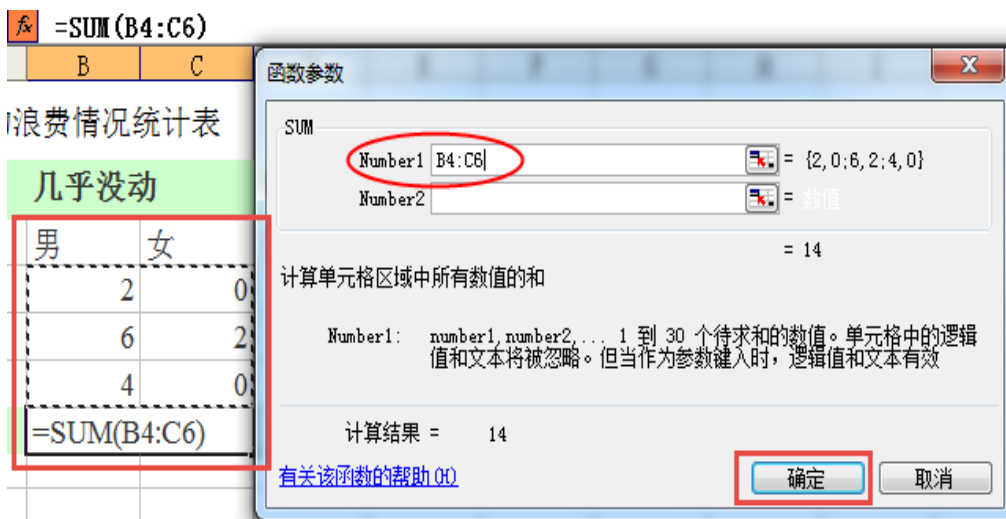 fx =SUM(B4:C6)
B C
浪费情况统计表
几乎没动
男 女
2 0
6 2
4 0
=SUM(B4:C6)
函数参数
X
SUM
Number1 B4:C6 = {2,0;6,2;4,0}
Number2 = 数值
= 14
计算单元格区域中所有数值的和
Number1: number1,number2,... 1 到 30 个待求和的数值。单元格中的逻辑
值和文本将被忽略。但当作为参数键入时，逻辑值和文本有效
计算结果 = 14
有关该函数的帮助(H)
确定 取消